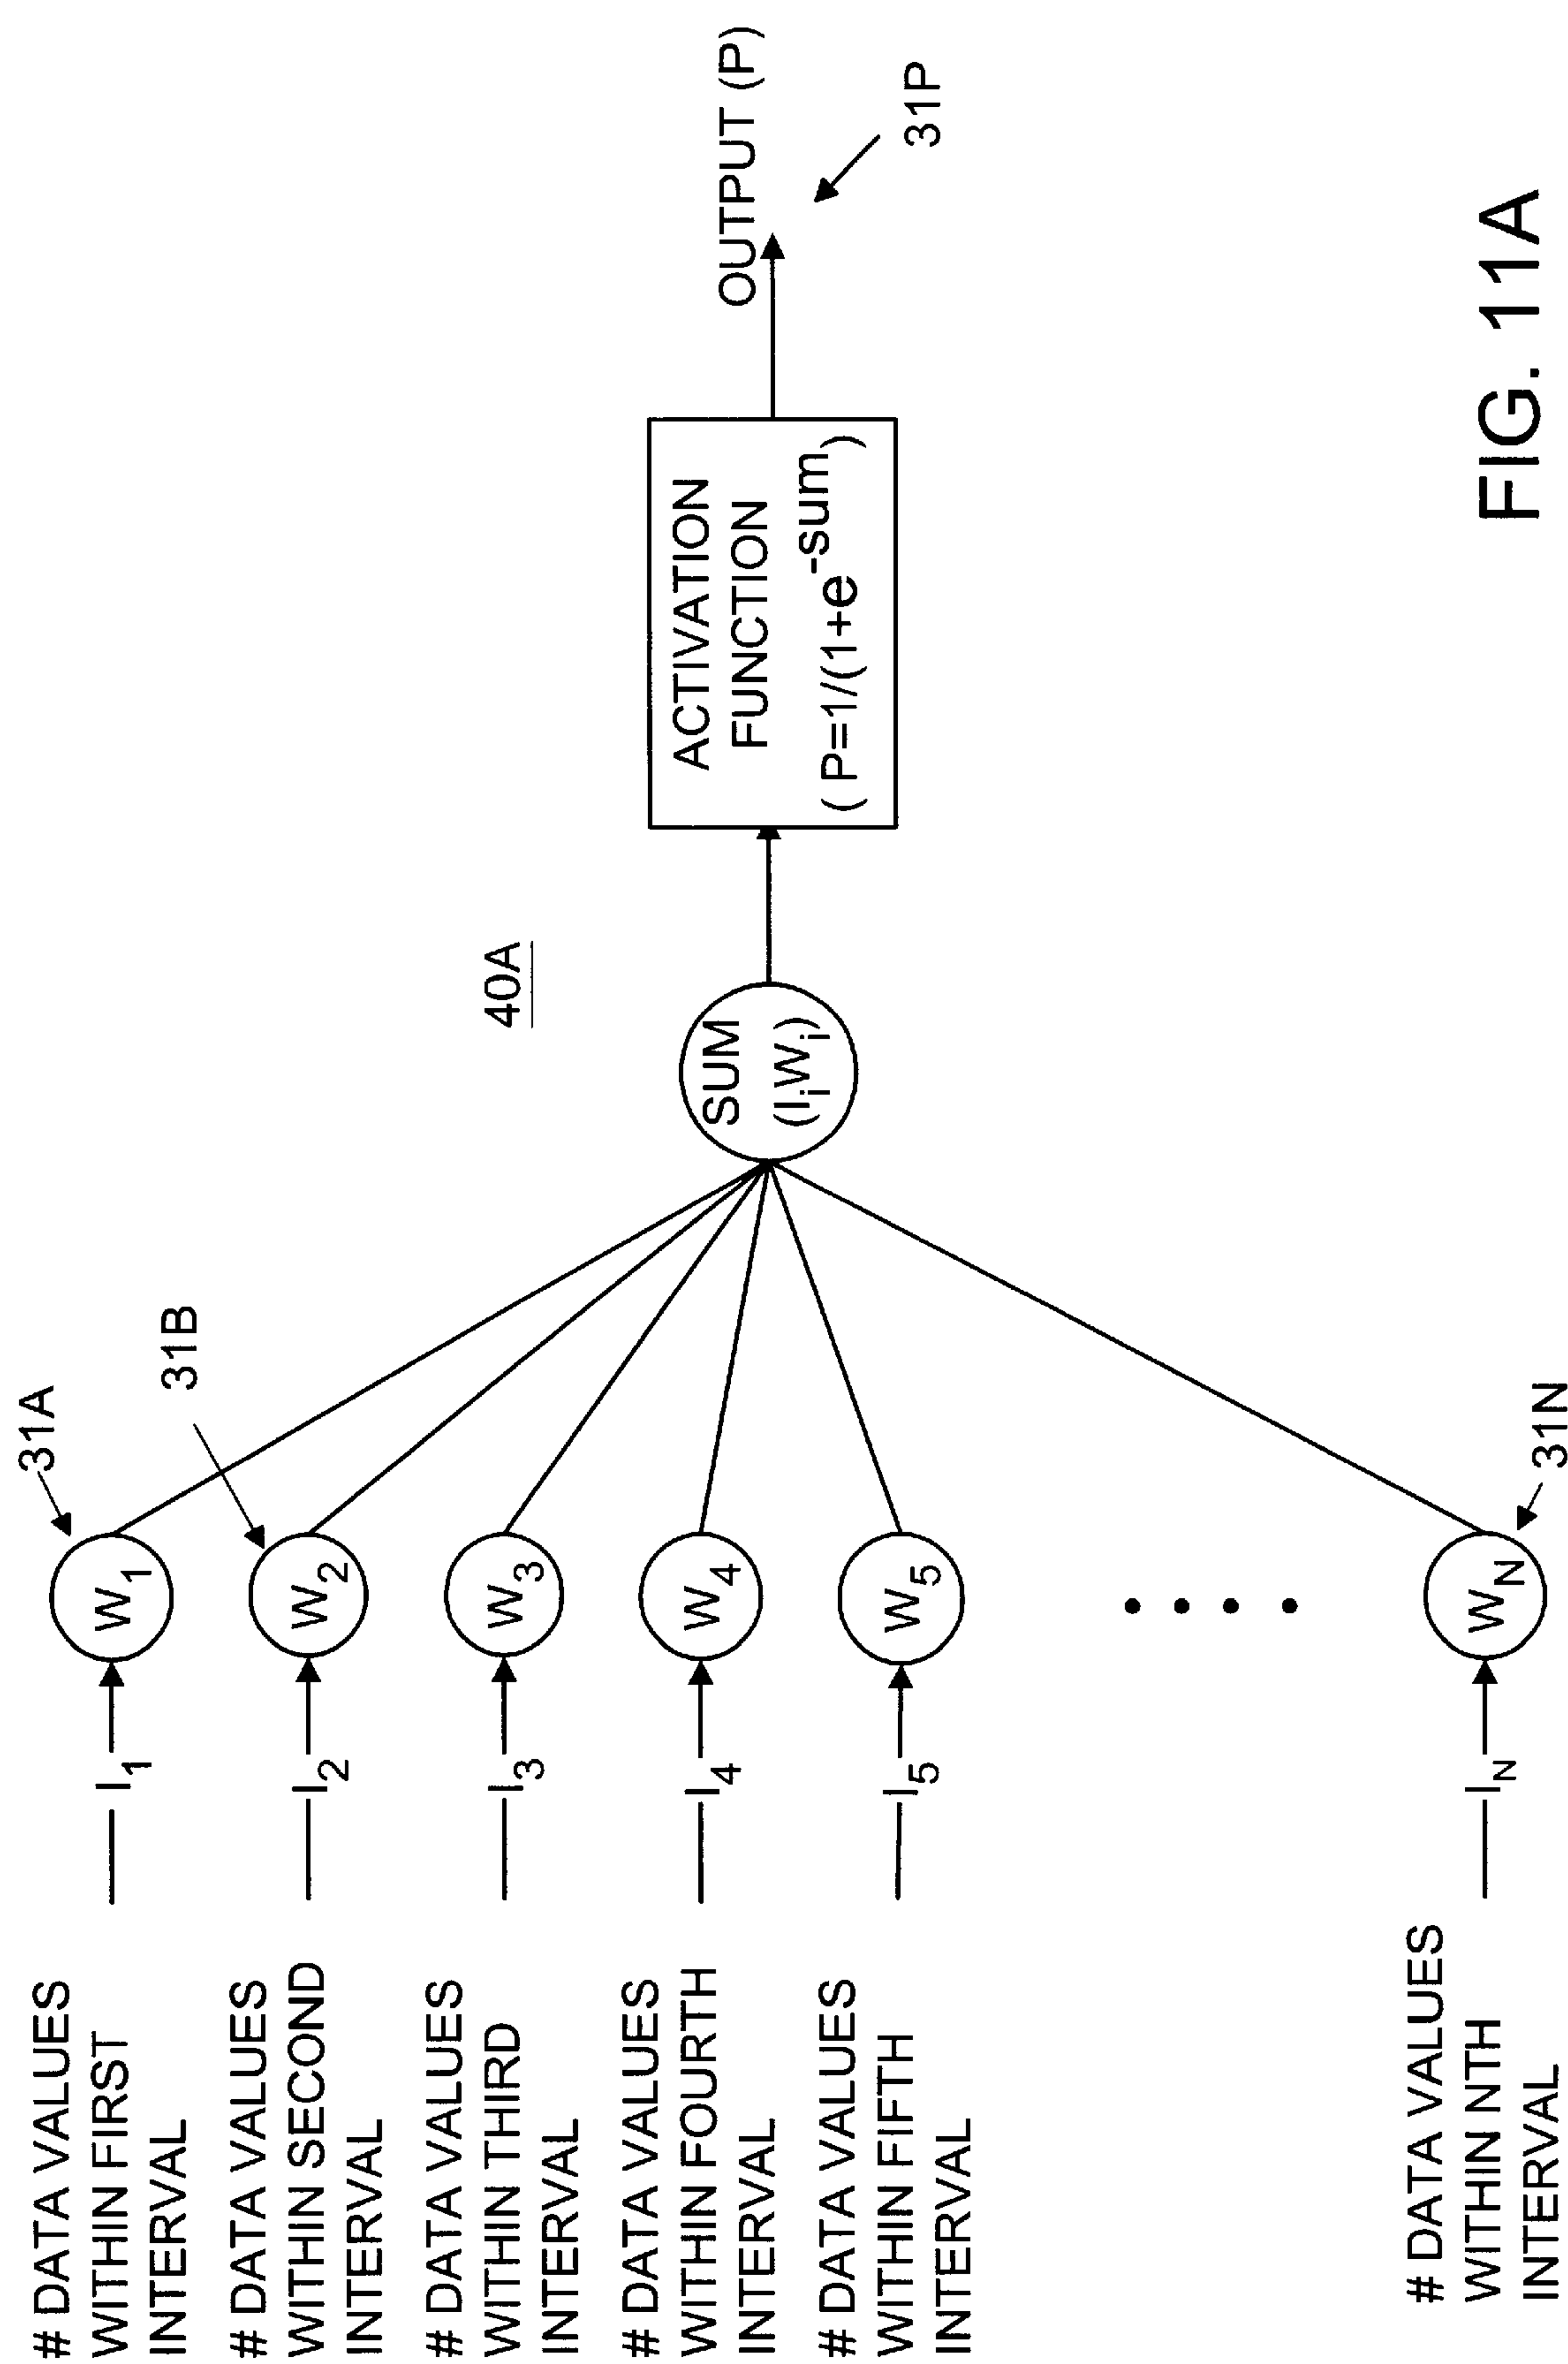 # DATA VALUES
WITHIN FIRST
INTERVAL
I1
W1
31A
# DATA VALUES
WITHIN SECOND
INTERVAL
I2
W2
31B
# DATA VALUES
WITHIN THIRD
INTERVAL
I3
W3
# DATA VALUES
WITHIN FOURTH
INTERVAL
I4
W4
# DATA VALUES
WITHIN FIFTH
INTERVAL
I5
W5
# DATA VALUES
WITHIN NTH
INTERVAL
IN
WN
31N
40A
SUM
(IiWi)
ACTIVATION
FUNCTION
( P=1/(1+e-sum)
OUTPUT (P)
31P
FIG. 11A